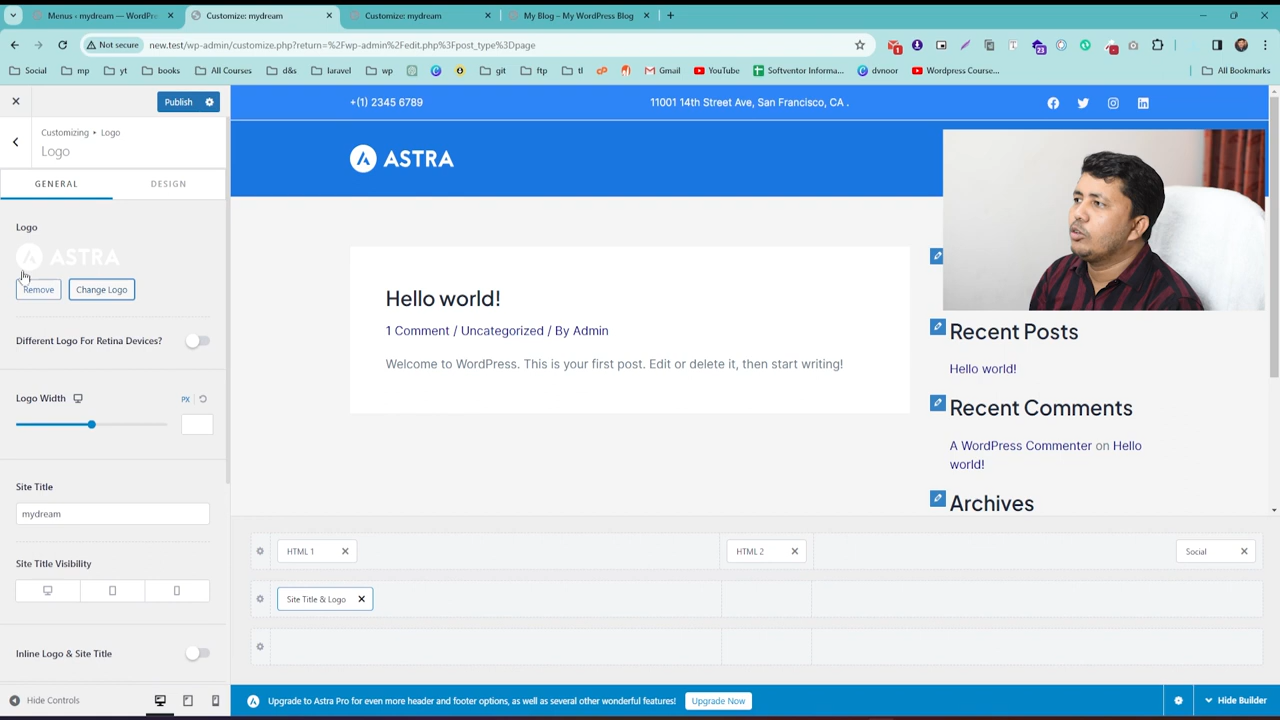 Menus ‹ mydream — WordPr
Customize: mydream
Customize: mydream
My Blog – My WordPress Blog
Not secure
new.test/wp-admin/customize.php?return=%2Fwp-admin%2Fedit.php%3Fpost_type%3Dpage
Social
mp
yt
books
All Courses
d&s
laravel
wp
dvnoor
git
ftp
tl
Gmail
YouTube
Softventor Informa...
dvnoor
Wordpress Course...
All Bookmarks
Publish
Customizing • Logo
Logo
GENERAL
DESIGN
Logo
ASTRA
Remove
Change Logo
Different Logo For Retina Devices?
Logo Width
PX
Site Title
mydream
Site Title Visibility
Inline Logo & Site Title
Hide Controls
+(1) 2345 6789
11001 14th Street Ave, San Francisco, CA .
ASTRA
Hello world!
1 Comment / Uncategorized / By Admin
Welcome to WordPress. This is your first post. Edit or delete it, then start writing!
Recent Posts
Hello world!
Recent Comments
A WordPress Commenter on Hello
world!
Archives
HTML 1
HTML 2
Social
Site Title & Logo
Upgrade to Astra Pro for even more header and footer options, as well as several other wonderful features!
Upgrade Now
Hide Builder